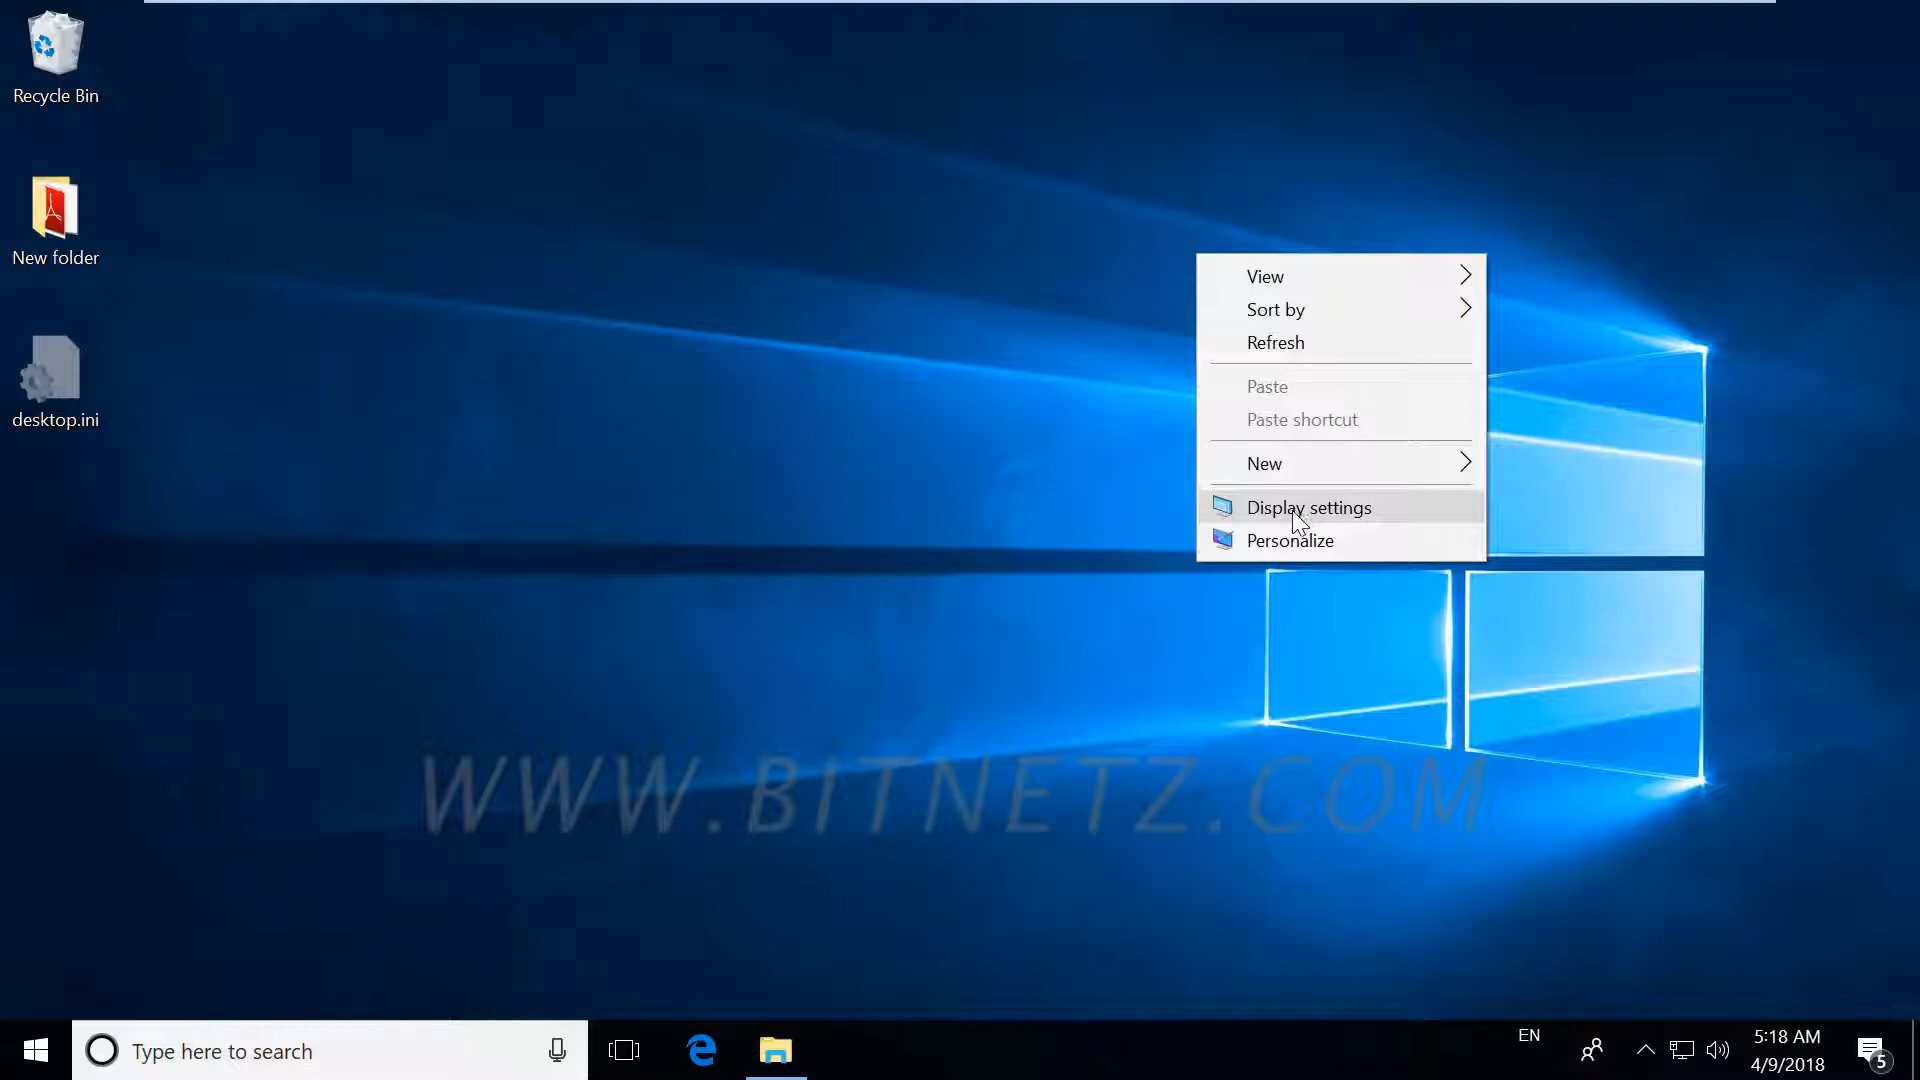 Recycle Bin
New folder
desktop.ini
View
Sort by
Refresh
Paste
Paste shortcut
New
Display settings
Personalize
WWW.BITNETZ.COM
Type here to search
EN
5:18 AM
4/9/2018
5